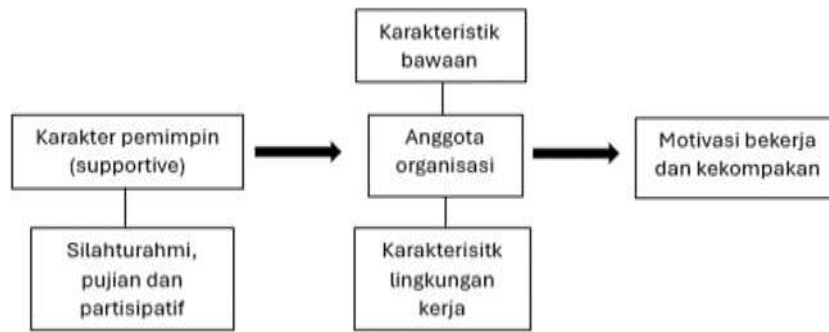 Karakteristik
bawaan
Karakter pemimpin
(supportive)
Anggota
organisasi
Motivasi bekerja
dan kekompakan
Silahturahmi,
pujian dan
partisipatif
Karakterisitk
lingkungan
kerja